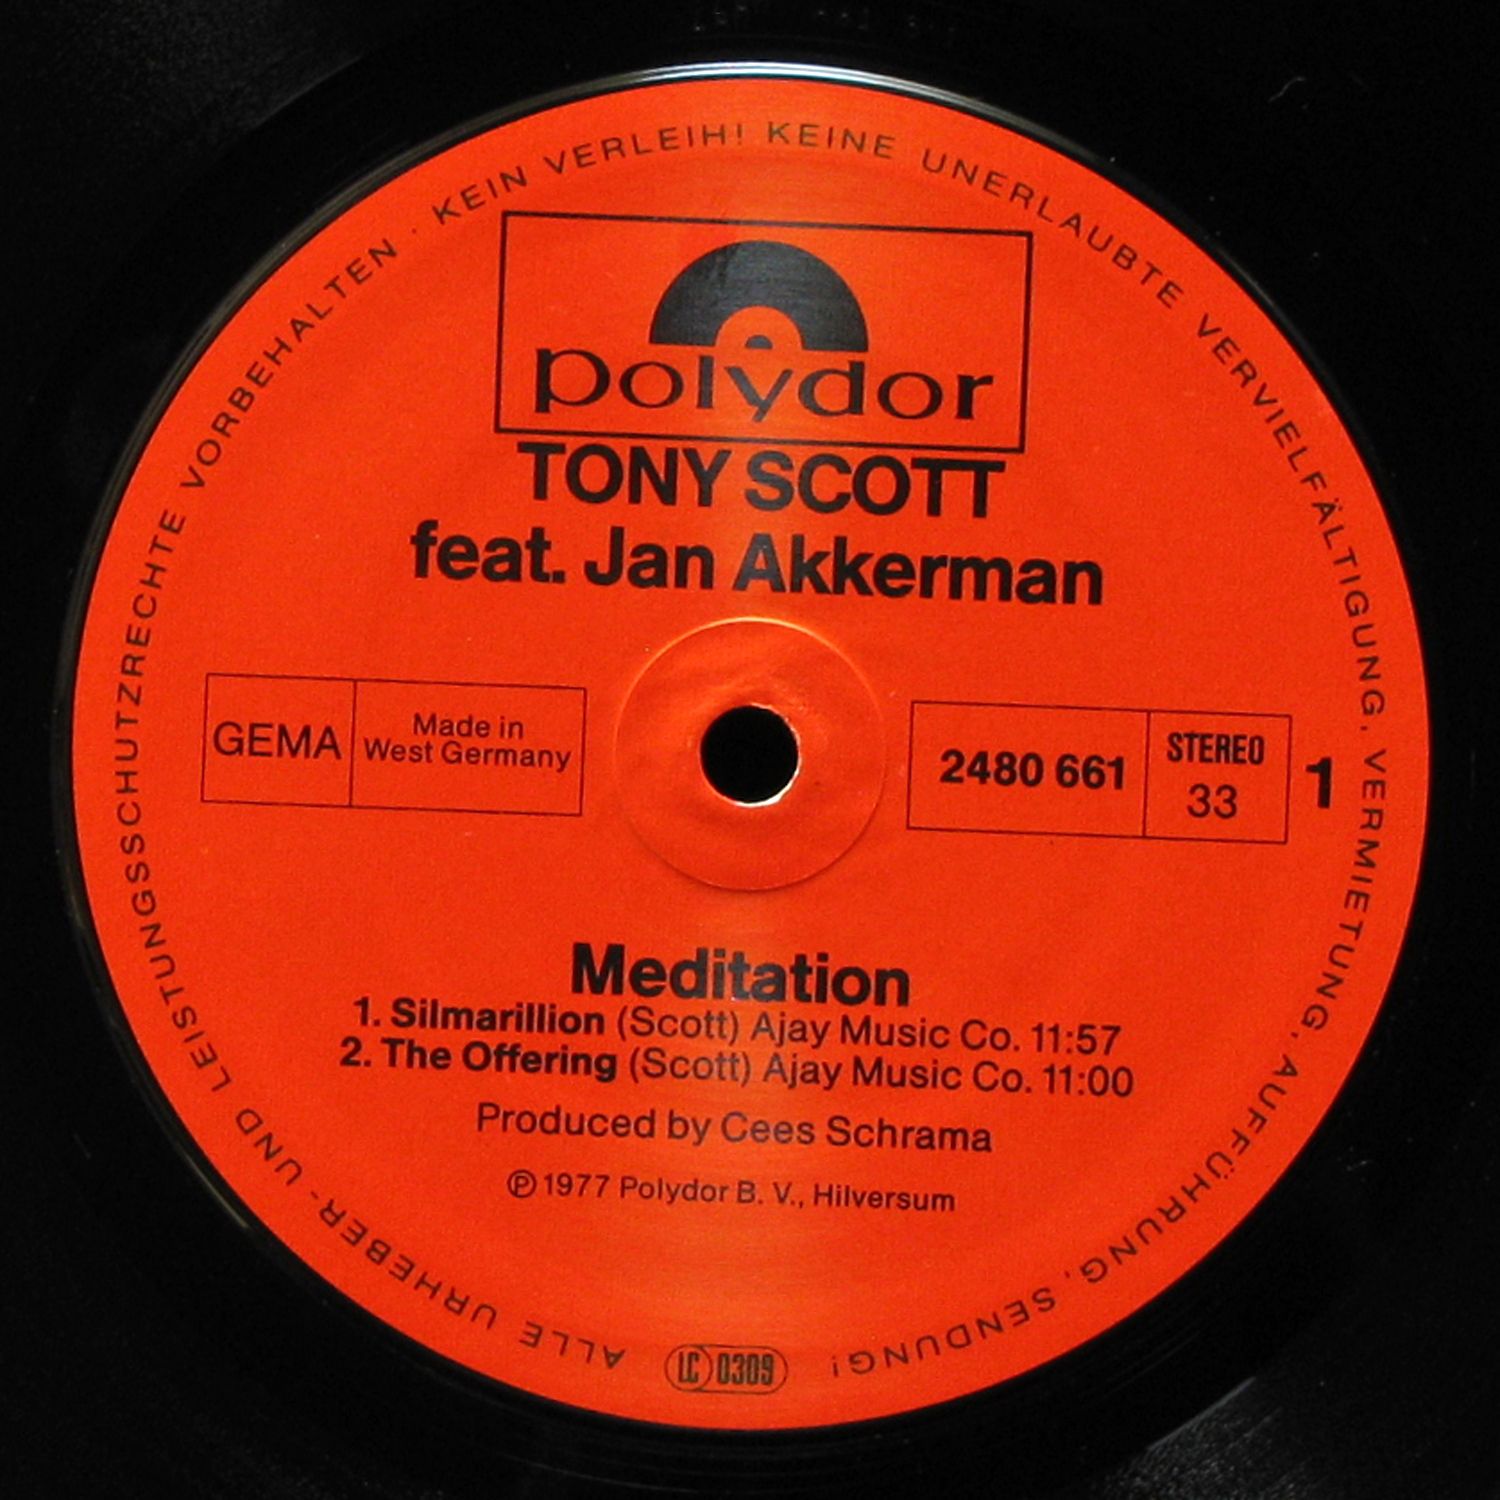 ALLE URHEBER- UND LEISTUNGSSCHUTZRECHTE VORBEHALTEN · KEIN VERLEIH! KEINE UNERLAUBTE VERVIELFÄLTIGUNG, VERMIETUNG, AUFFÜHRUNG, SENDUNG!
polydor
TONY SCOTT
feat. Jan Akkerman
GEMA
Made in
West Germany
2480 661
STEREO
33
1
Meditation
1. Silmarillion (Scott) Ajay Music Co. 11:57
2. The Offering (Scott) Ajay Music Co. 11:00
Produced by Cees Schrama
℗ 1977 Polydor B. V., Hilversum
LC 0309